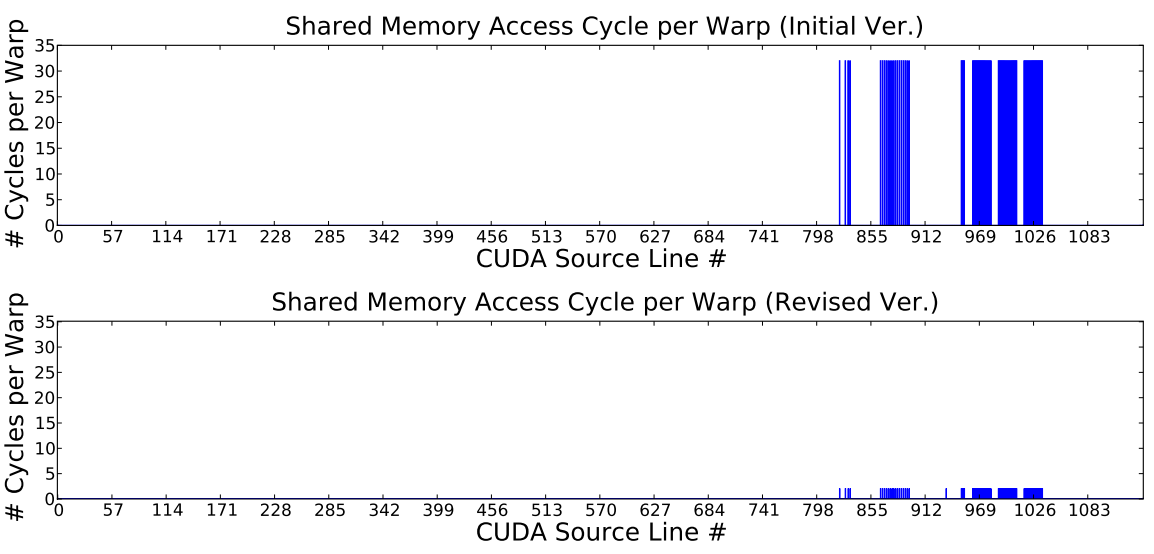 Shared Memory Access Cycle per Warp (Initial Ver.)
# Cycles per Warp
35
30
25
20
15
10
5
0
0 57 114 171 228 285 342 399 456 513 570 627 684 741 798 855 912 969 1026 1083
CUDA Source Line #
Shared Memory Access Cycle per Warp (Revised Ver.)
# Cycles per Warp
35
30
25
20
15
10
5
0
0 57 114 171 228 285 342 399 456 513 570 627 684 741 798 855 912 969 1026 1083
CUDA Source Line #